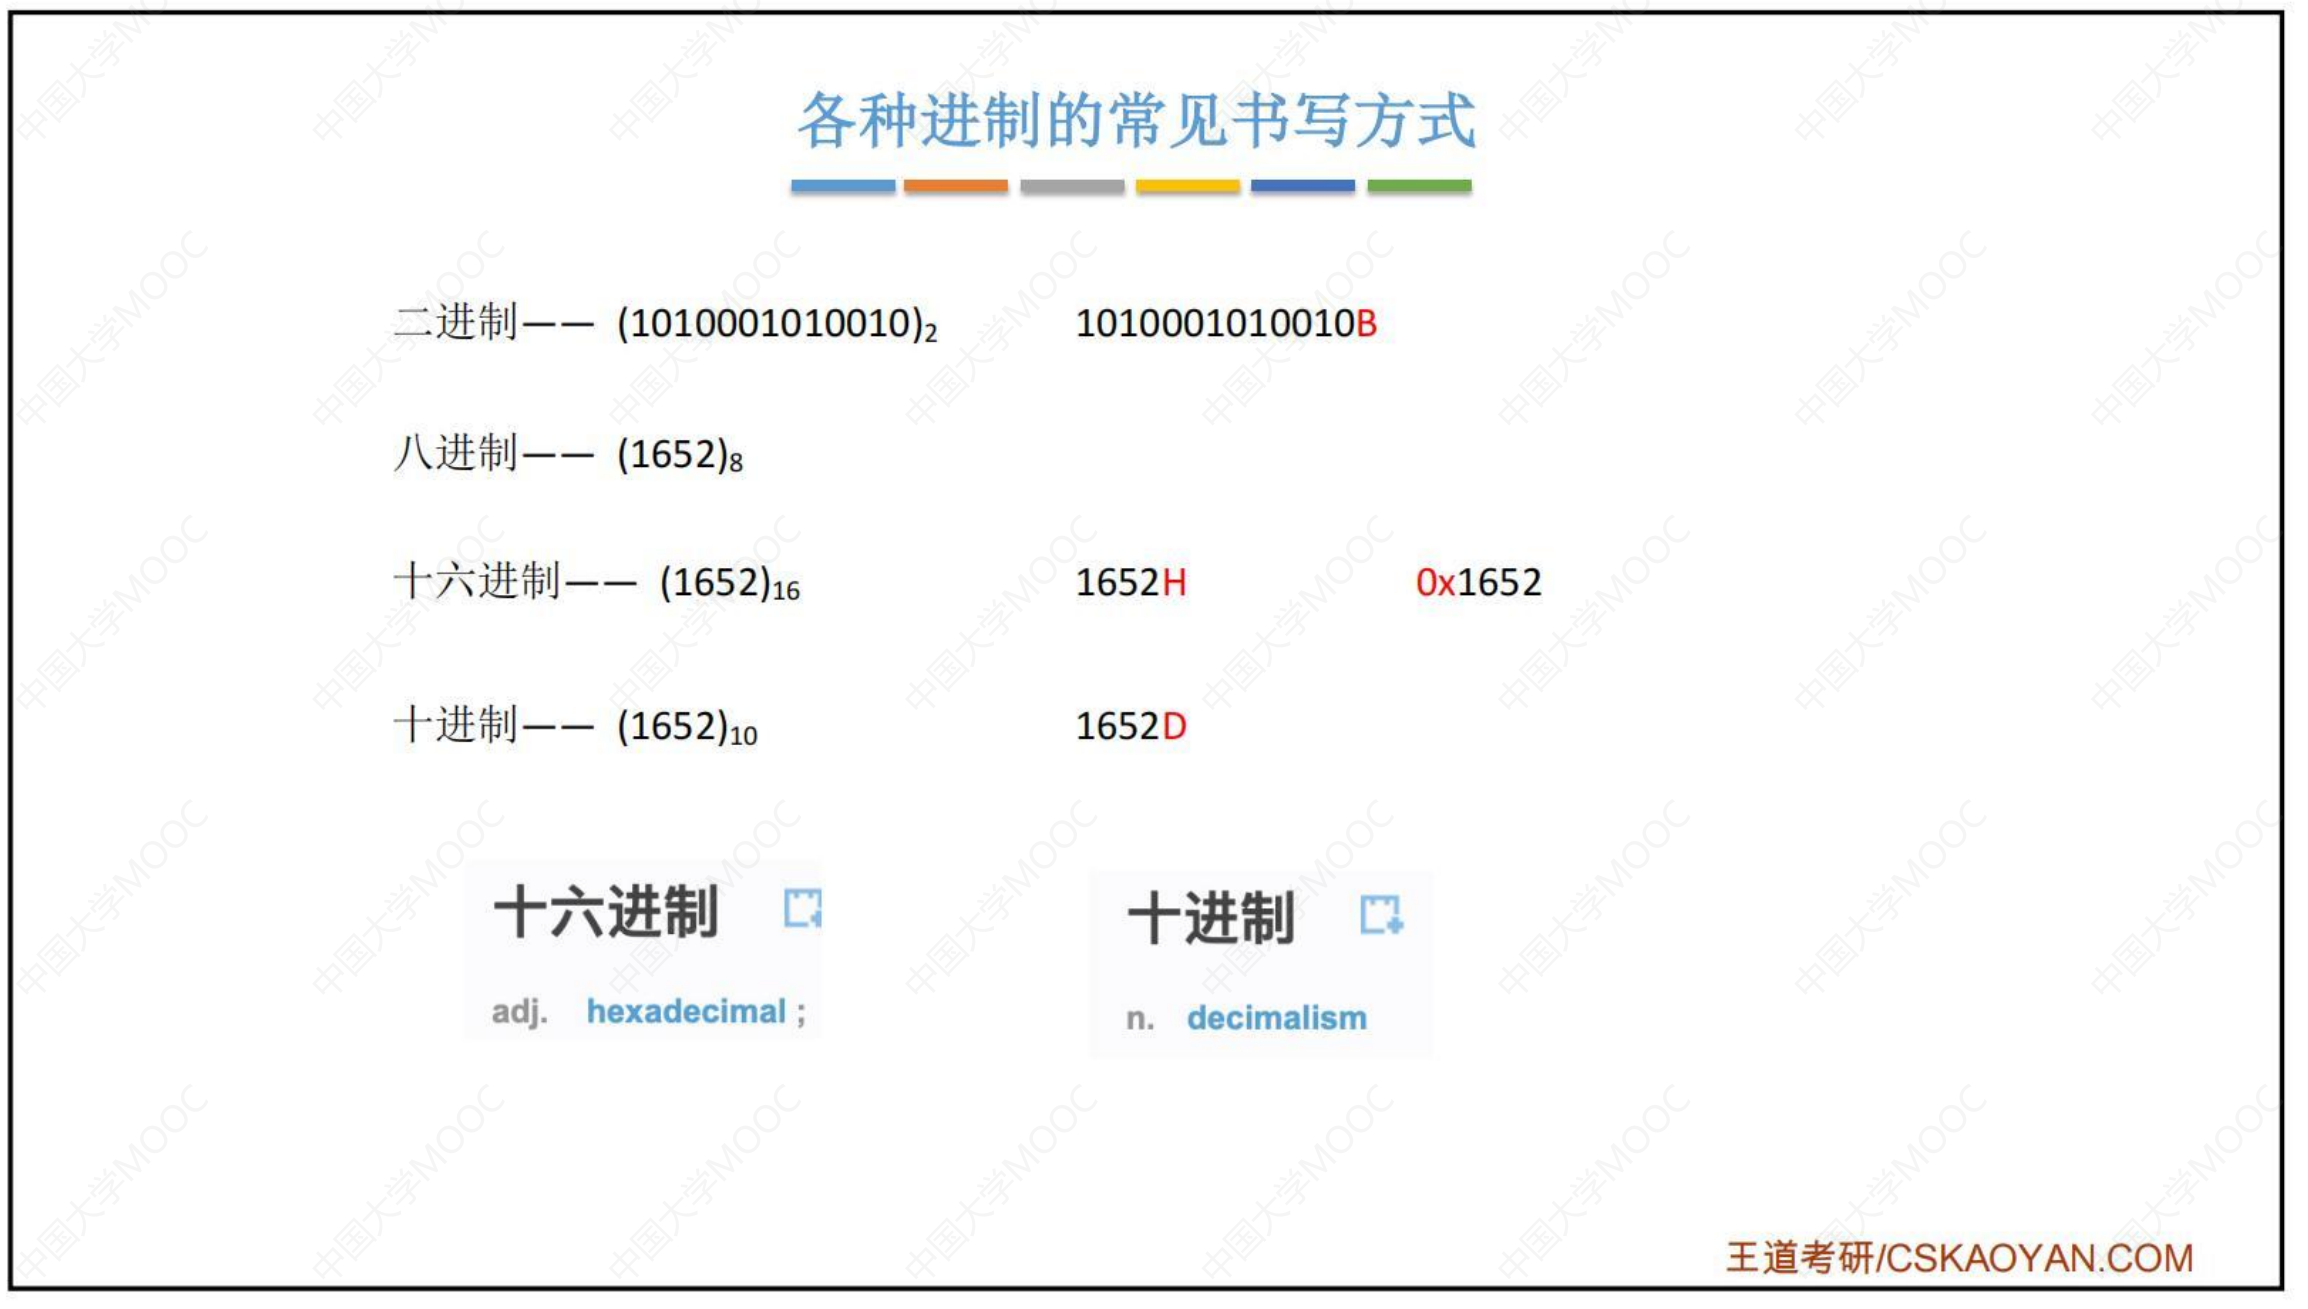 各种进制的常见书写方式
二进制—— (1010001010010)₂ 1010001010010B
八进制—— (1652)₈
十六进制—— (1652)₁₆ 1652H 0x1652
十进制—— (1652)₁₀ 1652D
十六进制 十进制
adj. hexadecimal ; n. decimalism
王道考研/CSKAOYAN.COM
中国大学MOOC